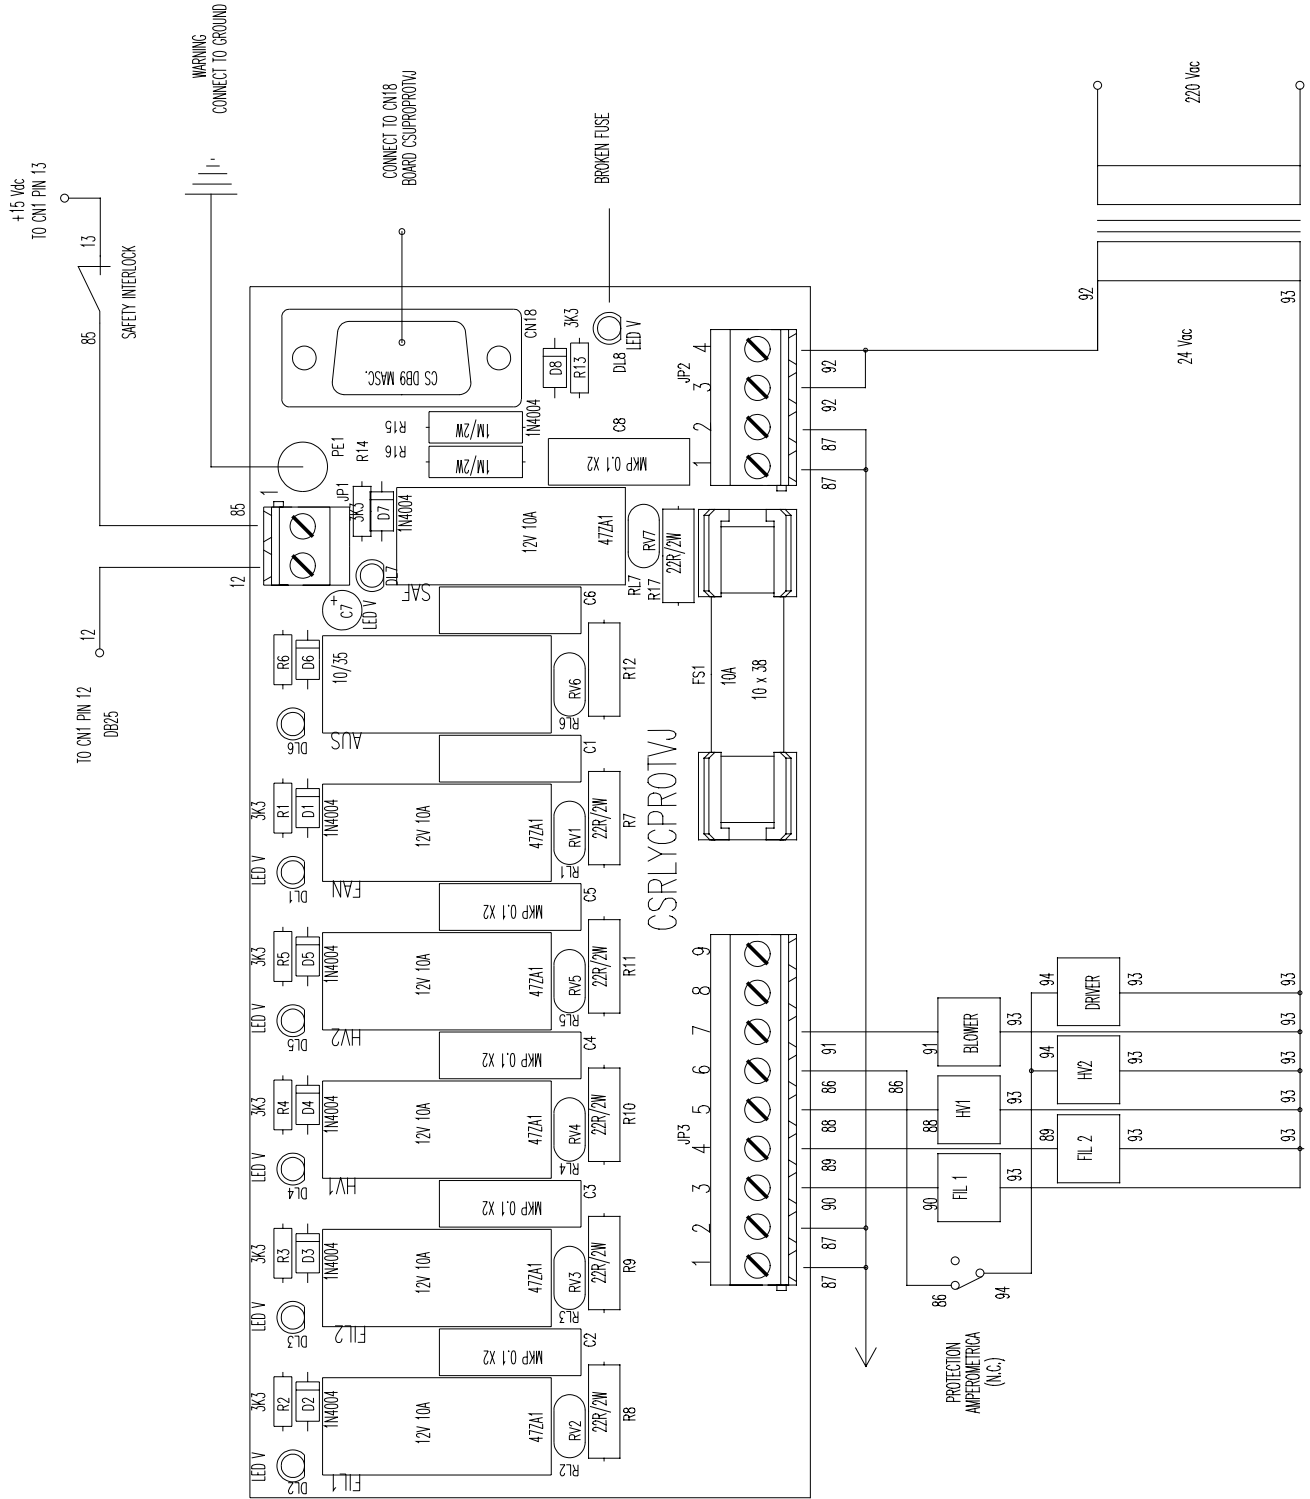 +15 Vdc
TO CN1 PIN 13
13
SAFETY INTERLOCK
85
12
TO CN1 PIN 12
DB25
WARNING
CONNECT TO GROUND
CONNECT TO CN18
BOARD CSUPROPROTVJ
BROKEN FUSE
85
12
1
JP1
PE1
R14
3K3
D7
1N4004
DL7
LED V
+
C7
SAF
CS DB9 MASC.
CN18
R15
1M/2W
R16
1M/2W
1N4004
D8
R13
3K3
DL8
LED V
C8
MKP 0.1 X2
12V 10A
47ZA1
RV7
RL7
R17
22R/2W
C6
R6
D6
10/35
DL6
AUS
RV6
RL6
R12
C1
3K3
R1
D1
1N4004
LED V
DL1
FAN
12V 10A
47ZA1
RV1
RL1
22R/2W
R7
C5
MKP 0.1 X2
3K3
R5
D5
1N4004
LED V
DL5
HV2
12V 10A
47ZA1
RV5
RL5
22R/2W
R11
C4
MKP 0.1 X2
3K3
R4
D4
1N4004
LED V
DL4
HV1
12V 10A
47ZA1
RV4
RL4
22R/2W
R10
C3
MKP 0.1 X2
3K3
R3
D3
1N4004
LED V
DL3
FIL2
12V 10A
47ZA1
RV3
RL3
22R/2W
R9
C2
MKP 0.1 X2
3K3
R2
D2
1N4004
LED V
DL2
FIL1
12V 10A
47ZA1
RV2
RL2
22R/2W
R8
CSRLYCPROTVJ
FS1
10A
10 x 38
JP2
1 2 3 4
87 87 92 92
JP3
1 2 3 4 5 6 7 8 9
87 87 90 89 88 86 91
86
PROTECTION
AMPEROMETRICA
(N.C.)
86
94
90
FIL 1
93
89
FIL 2
93
88
HV1
93
94
HV2
93
91
BLOWER
93
94
DRIVER
93
93
93
93
93
93
92
93
24 Vac
220 Vac